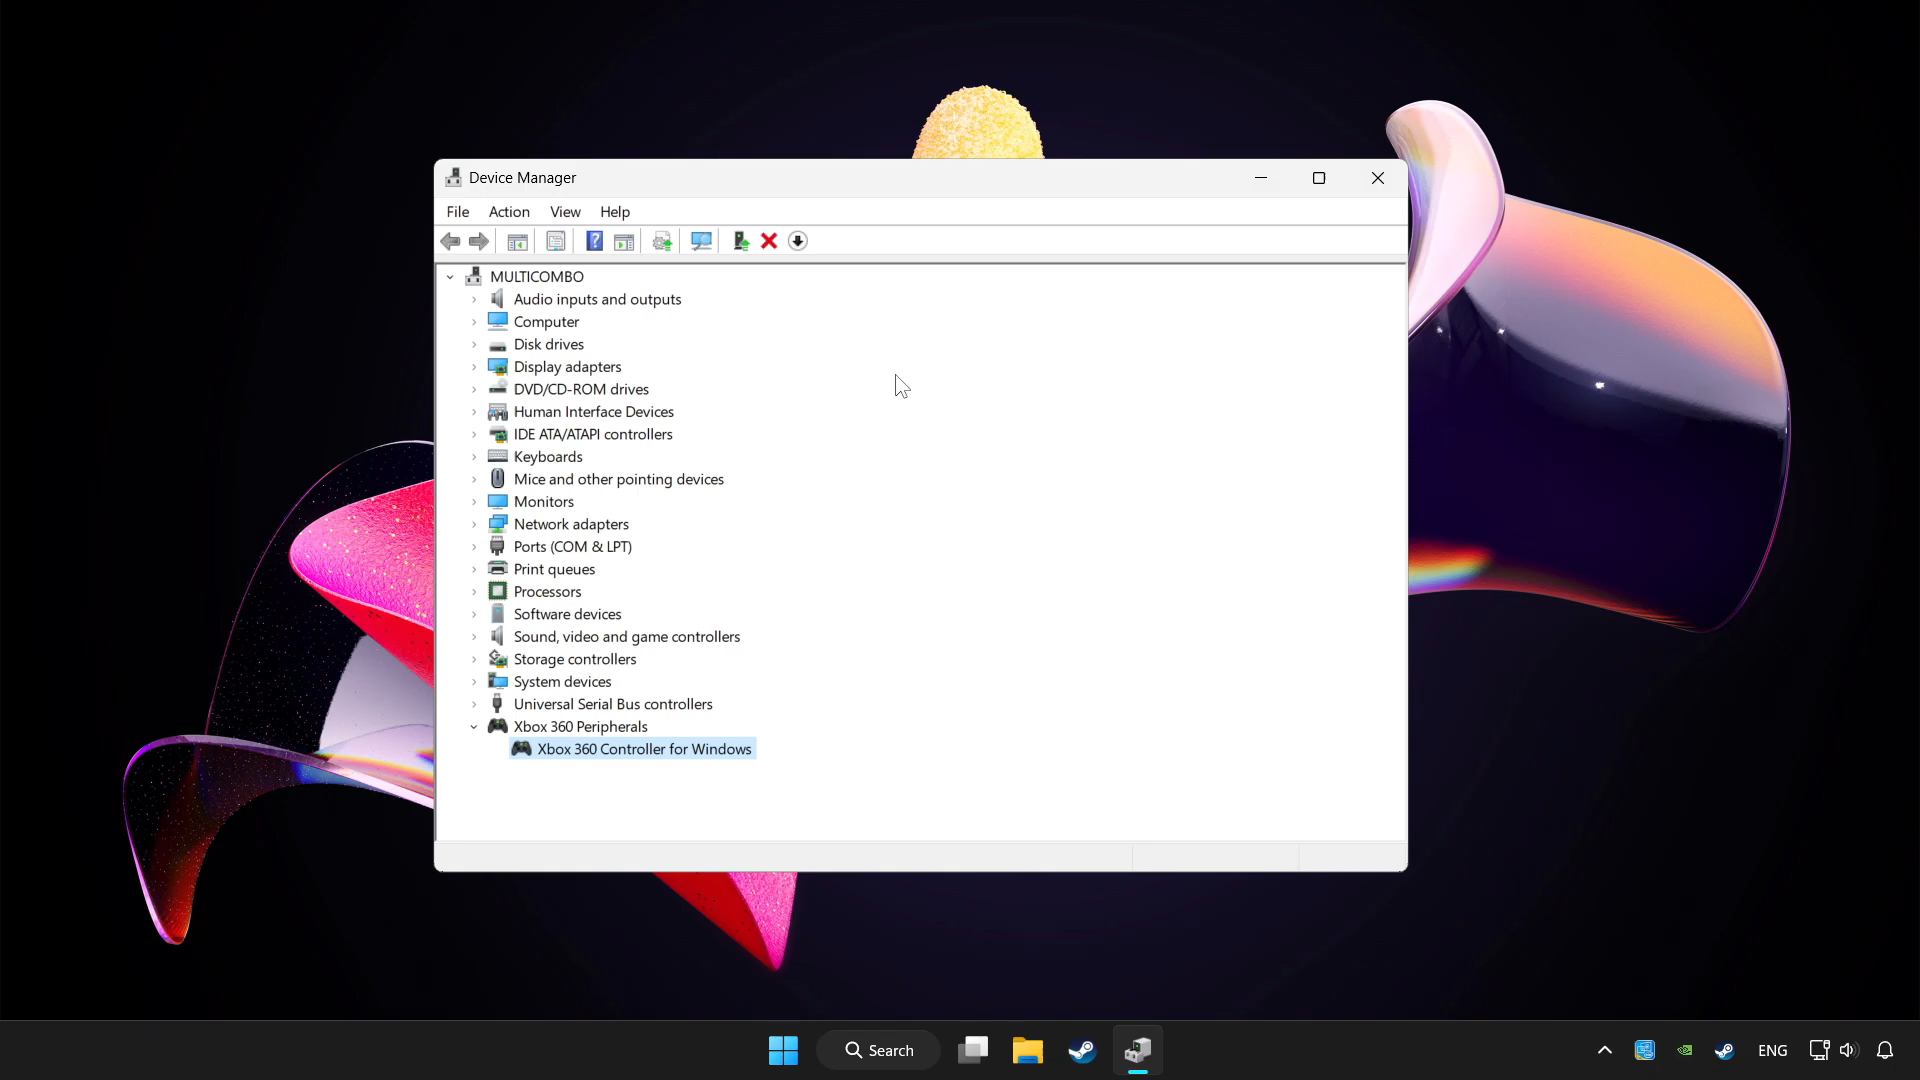 Device Manager
File Action View Help
MULTICOMBO
Audio inputs and outputs
Computer
Disk drives
Display adapters
DVD/CD-ROM drives
Human Interface Devices
IDE ATA/ATAPI controllers
Keyboards
Mice and other pointing devices
Monitors
Network adapters
Ports (COM & LPT)
Print queues
Processors
Software devices
Sound, video and game controllers
Storage controllers
System devices
Universal Serial Bus controllers
Xbox 360 Peripherals
Xbox 360 Controller for Windows
Search
ENG